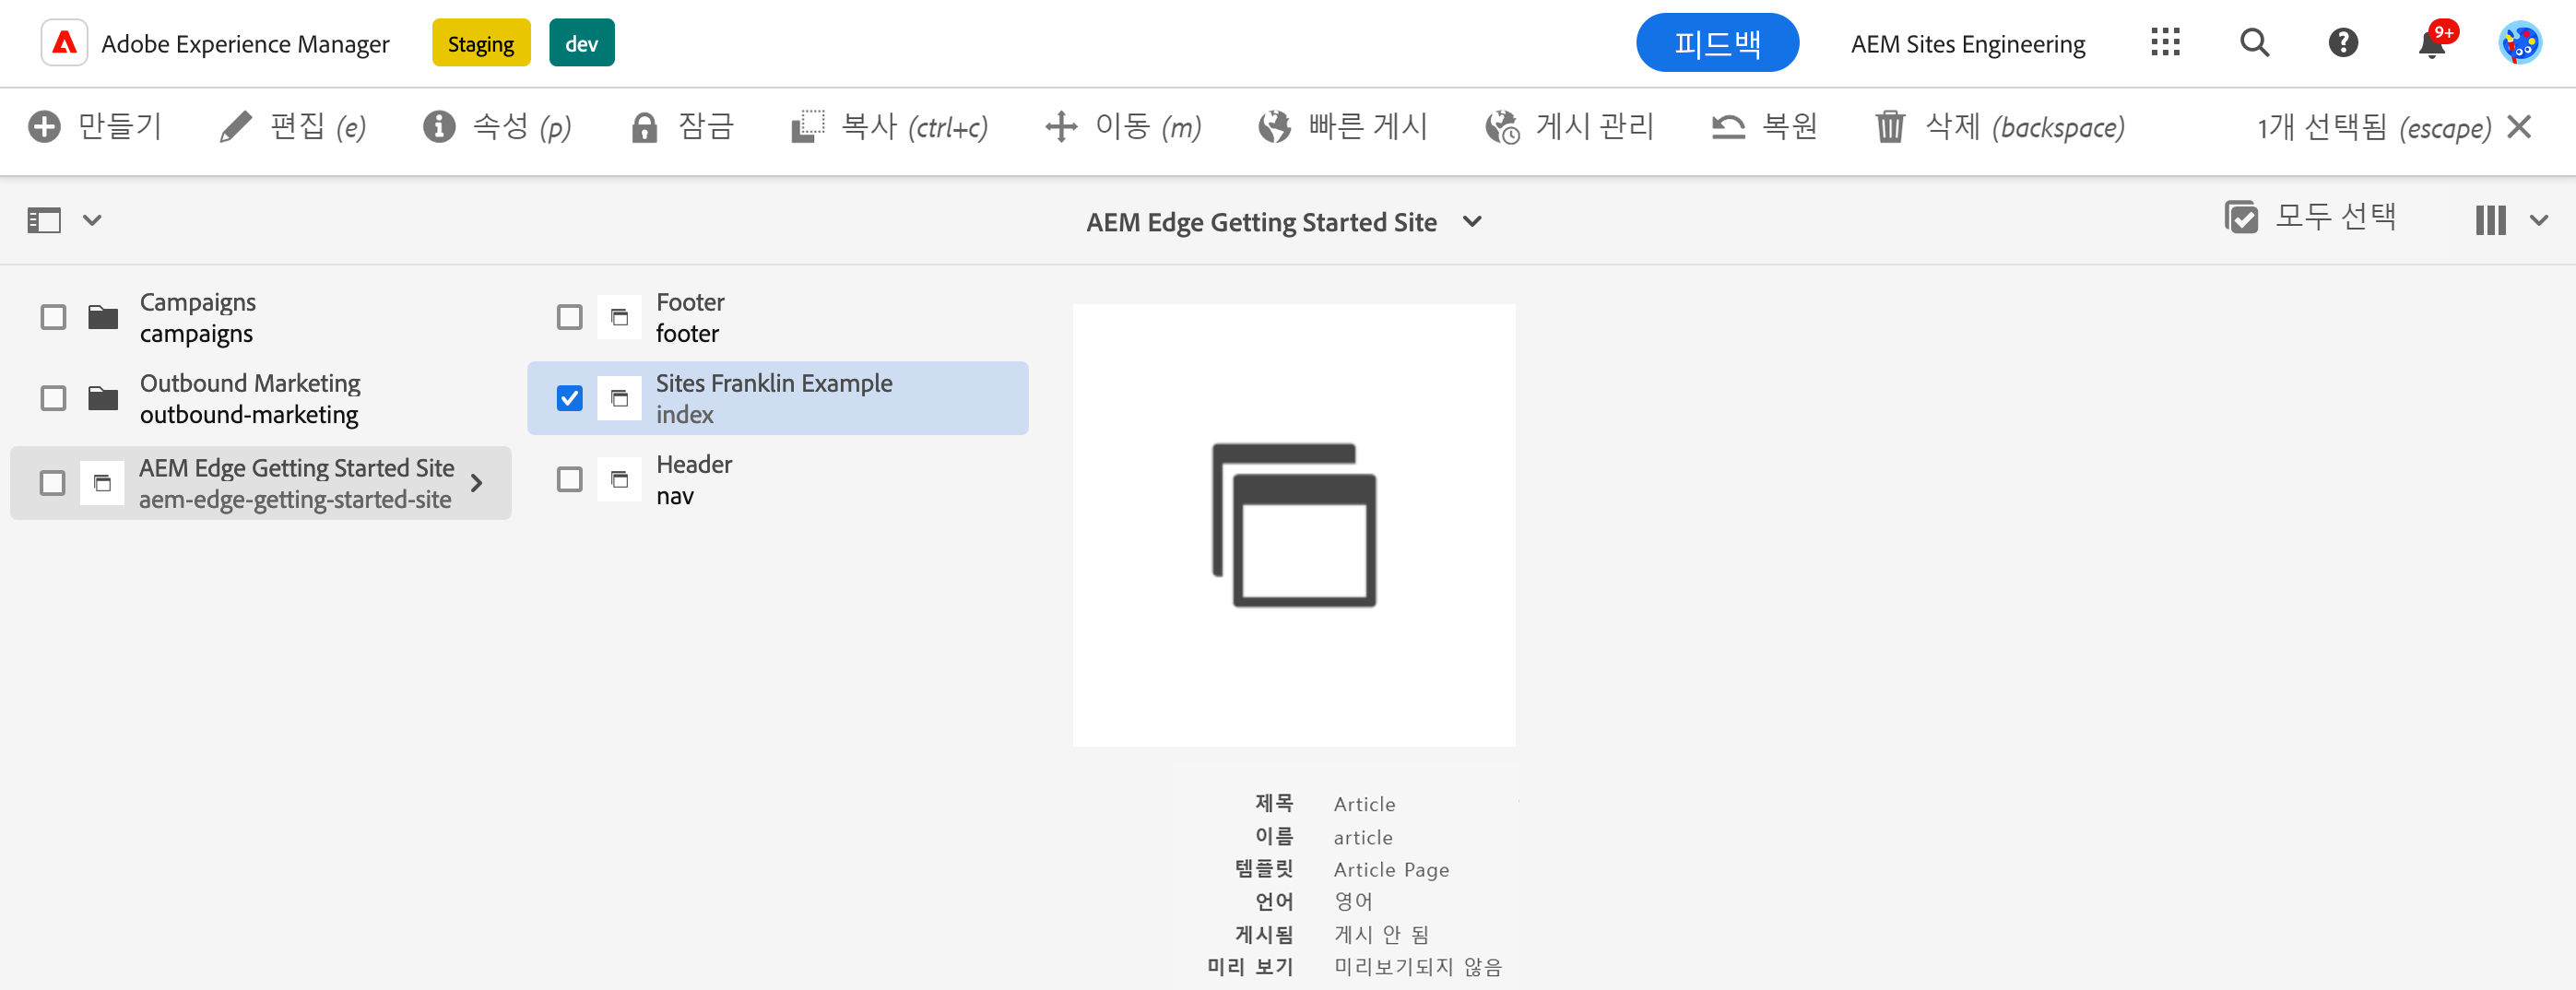 Adobe Experience Manager Staging dev 피드백 AEM Sites Engineering 9+
만들기 편집 (e) 속성 (p) 잠금 복사 (ctrl+c) 이동 (m) 빠른 게시 게시 관리 복원 삭제 (backspace) 1개 선택됨 (escape)
AEM Edge Getting Started Site 모두 선택
Campaigns
campaigns
Outbound Marketing
outbound-marketing
AEM Edge Getting Started Site
aem-edge-getting-started-site
Footer
footer
Sites Franklin Example
index
Header
nav
제목 Article
이름 article
템플릿 Article Page
언어 영어
게시됨 게시 안 됨
미리 보기 미리보기되지 않음